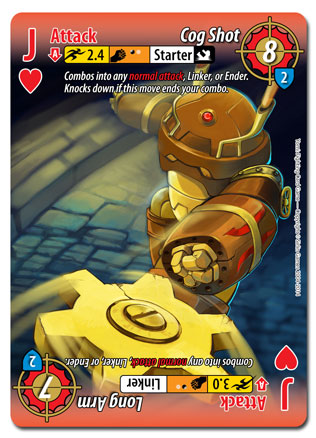 J Attack Cog Shot
2.4 Starter 8
2
Combos into any normal attack, Linker, or Ender.
Knocks down if this move ends your combo.
Combos into any normal attack, Linker, or Ender.
2
7 Long Arm Attack J
Linker 3.0